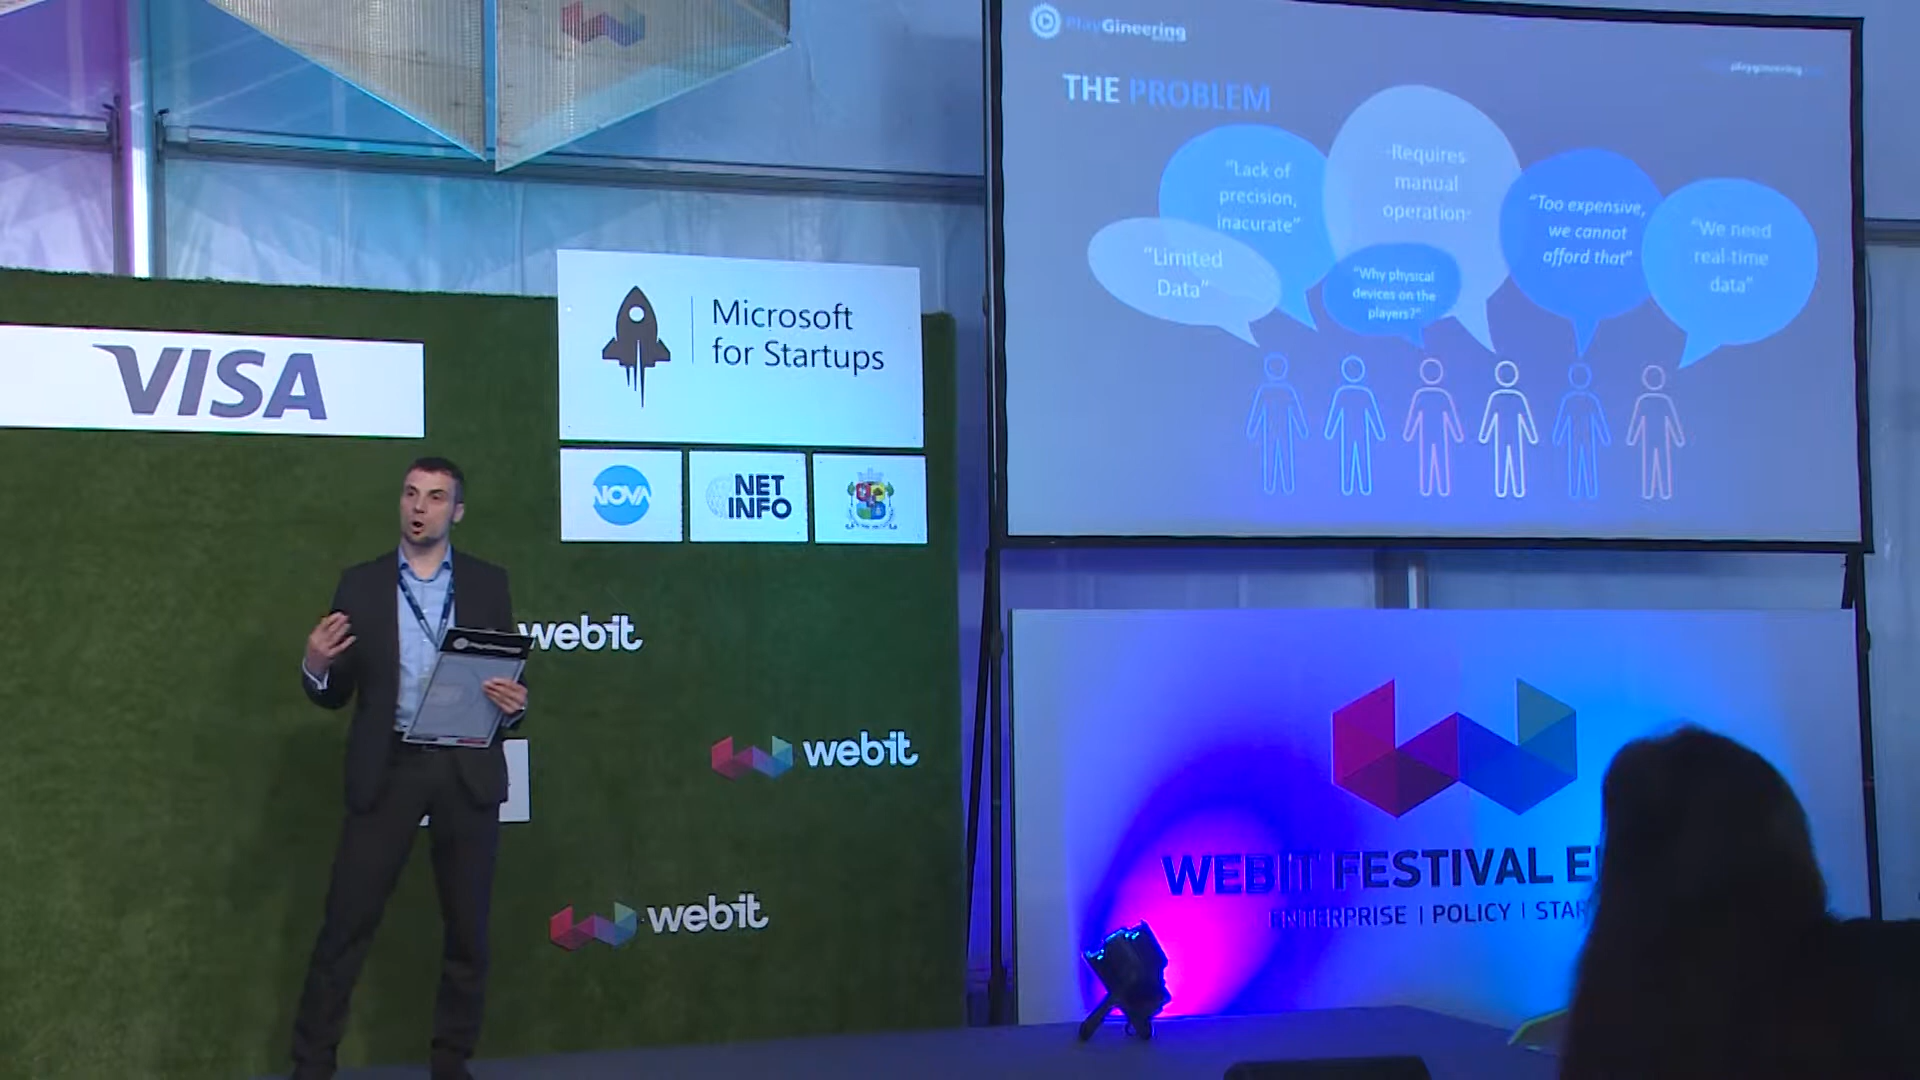 PlayGineering
playgineering
THE PROBLEM
"Lack of
precision,
inacurate"
"Requires
manual
operation"
"Too expensive,
we cannot
afford that"
"We need
real-time
data"
"Limited
Data"
"Why physical
devices on the
players?"
Microsoft
for Startups
VISA
NOVA
NET
INFO
webit
webit
webit
WEBIT FESTIVAL E
ENTERPRISE | POLICY | STAR